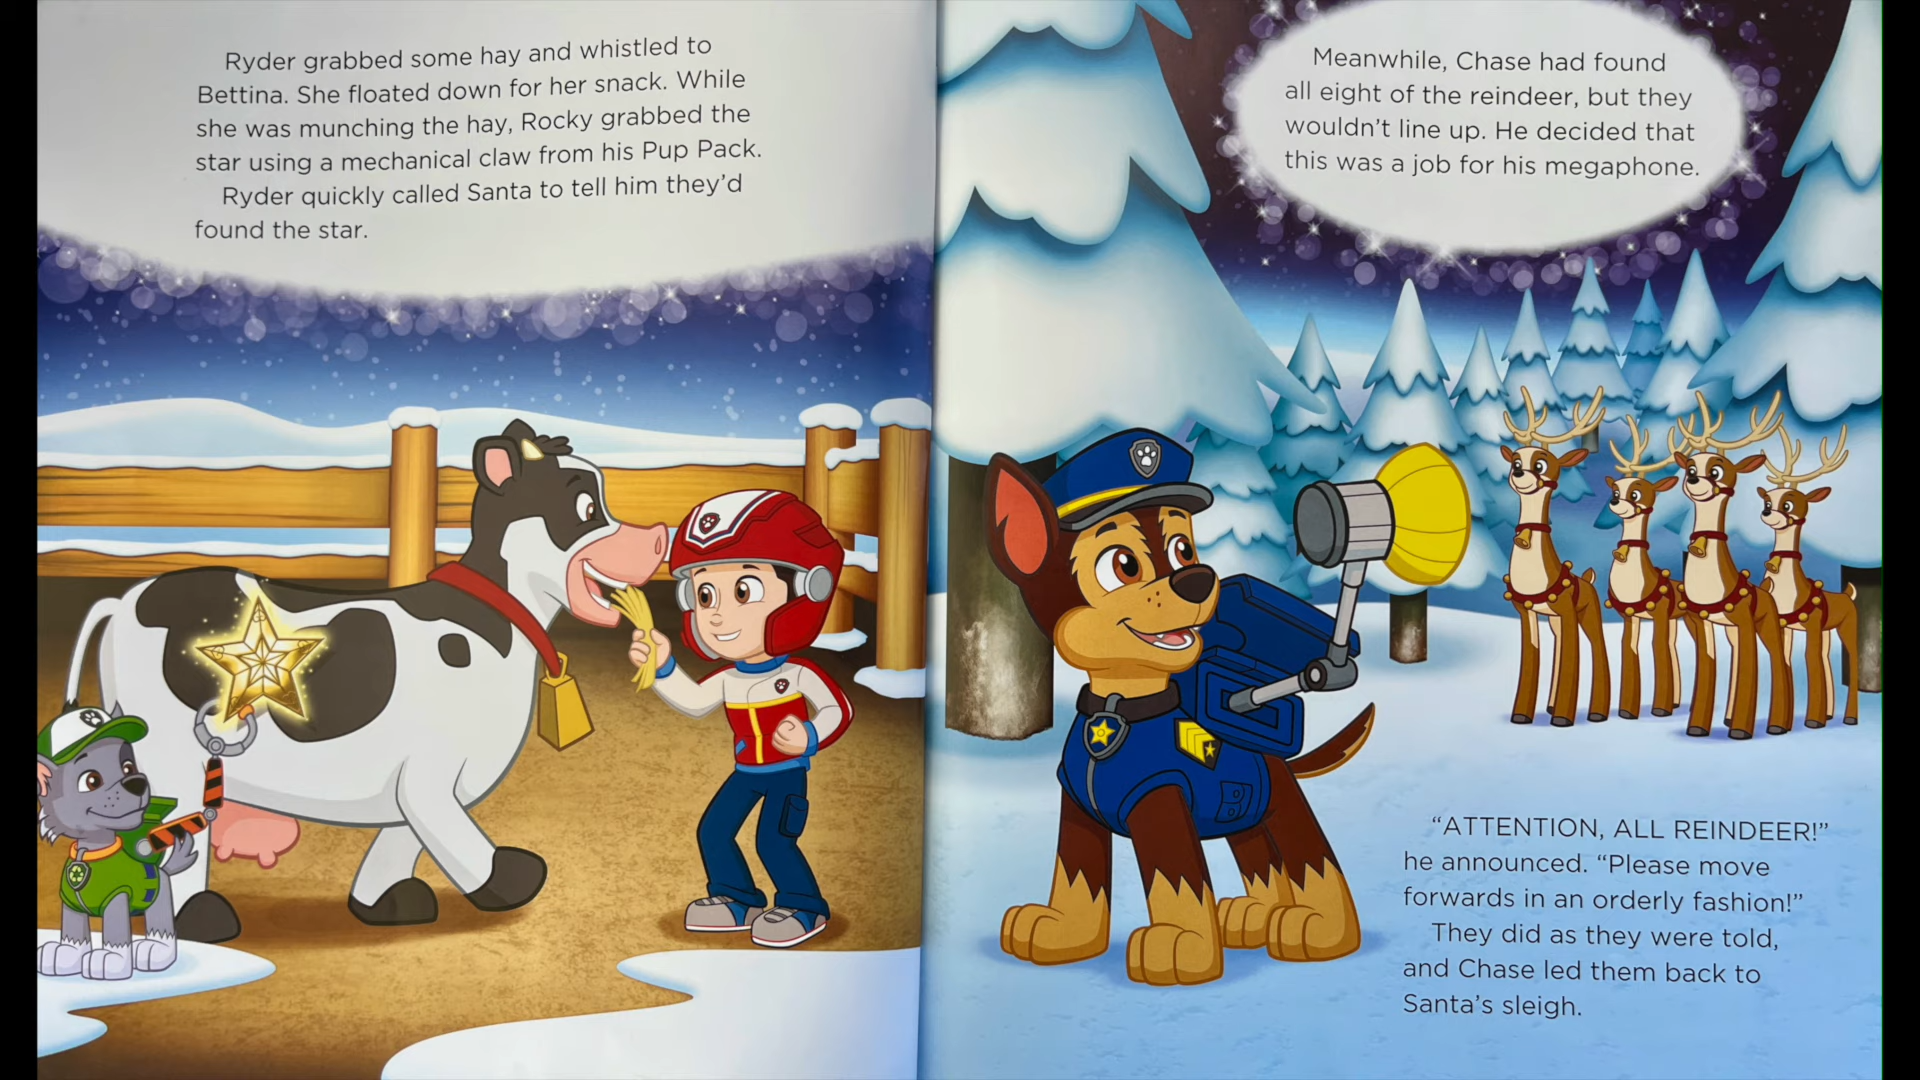 Ryder grabbed some hay and whistled to
Bettina. She floated down for her snack. While
she was munching the hay, Rocky grabbed the
star using a mechanical claw from his Pup Pack.
Ryder quickly called Santa to tell him they’d
found the star.
Meanwhile, Chase had found
all eight of the reindeer, but they
wouldn’t line up. He decided that
this was a job for his megaphone.
“ATTENTION, ALL REINDEER!”
he announced. “Please move
forwards in an orderly fashion!”
They did as they were told,
and Chase led them back to
Santa’s sleigh.